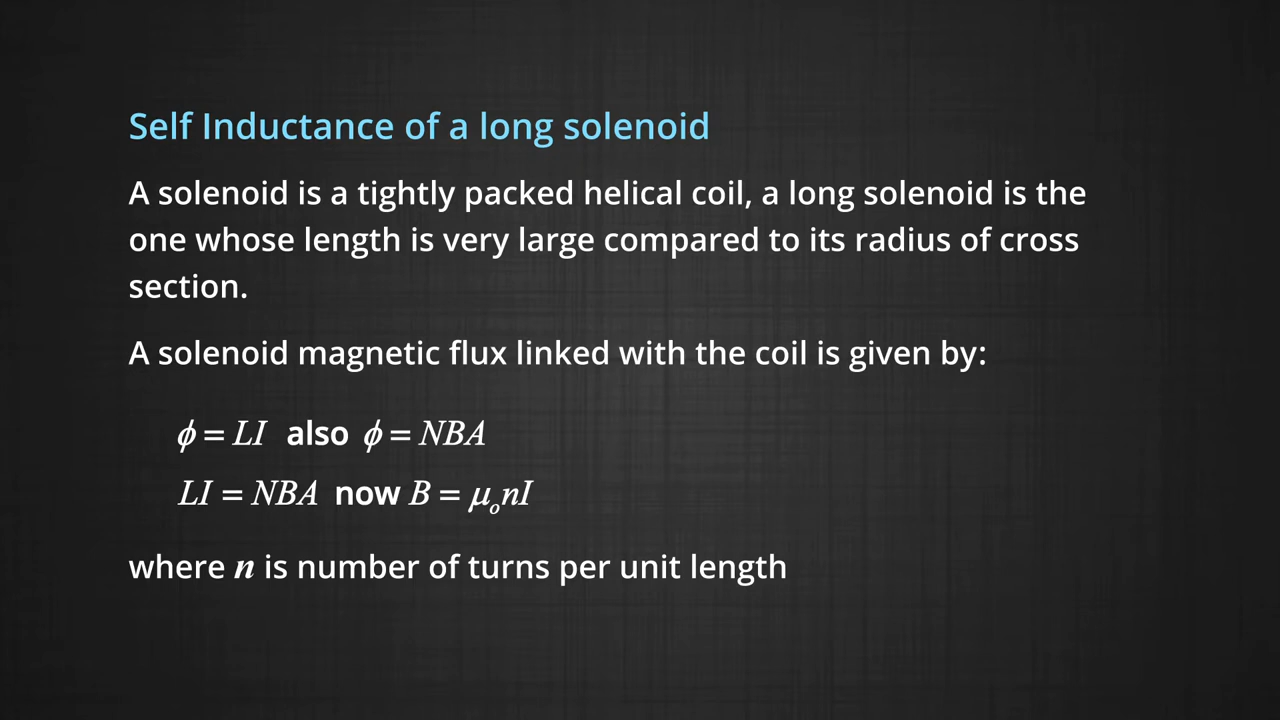 Self Inductance of a long solenoid
A solenoid is a tightly packed helical coil, a long solenoid is the
one whose length is very large compared to its radius of cross
section.
A solenoid magnetic flux linked with the coil is given by:
ϕ = LI also ϕ = NBA
LI = NBA now B = μₒnI
where n is number of turns per unit length